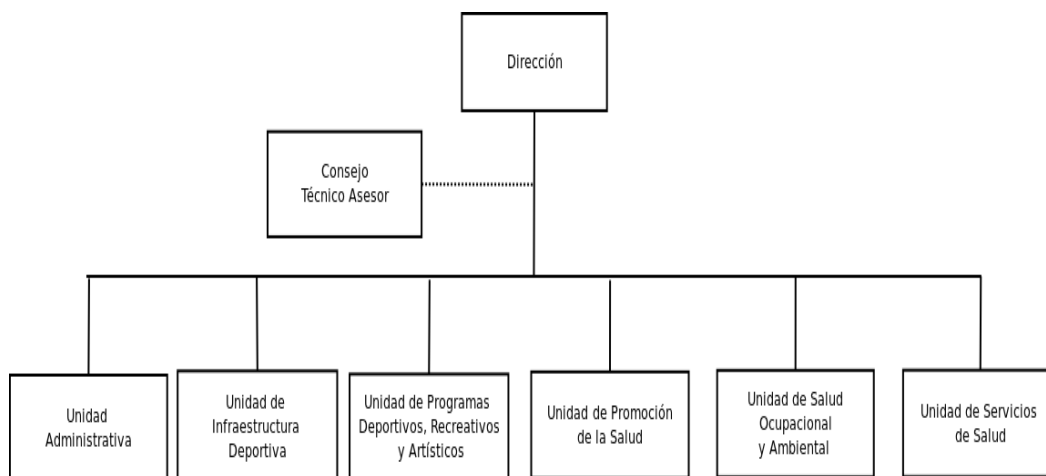 Dirección
Consejo
Técnico Asesor
Unidad
Administrativa
Unidad de
Infraestructura
Deportiva
Unidad de Programas
Deportivos, Recreativos
y Artísticos
Unidad de Promoción
de la Salud
Unidad de Salud
Ocupacional
y Ambiental
Unidad de Servicios
de Salud